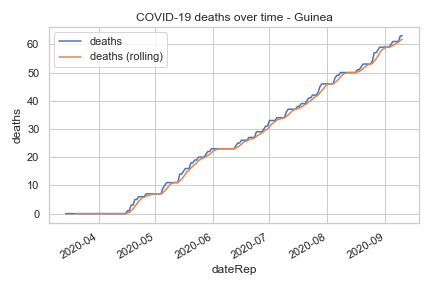 COVID-19 deaths over time - Guinea
deaths
deaths (rolling)
60
50
40
30
20
10
0
deaths
2020-04
2020-05
2020-06
2020-07
2020-08
2020-09
dateRep